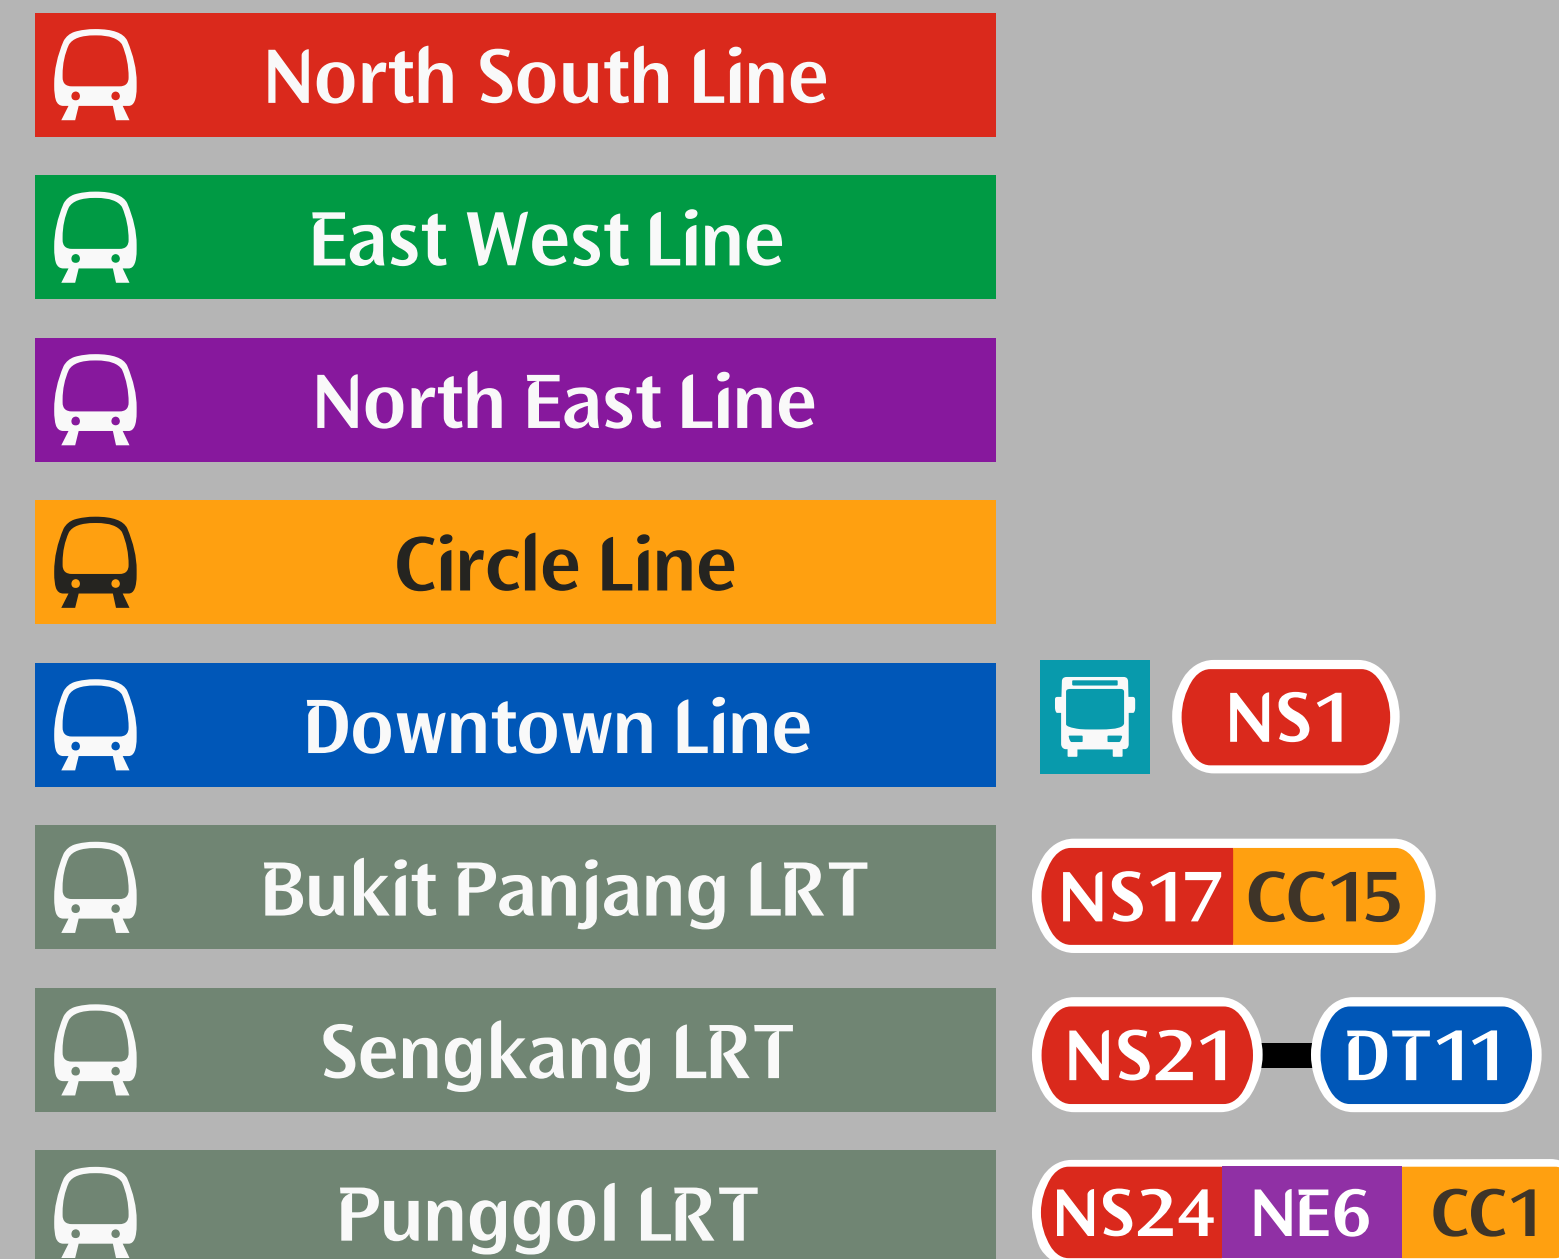 North South Line
East West Line
North East Line
Circle Line
Downtown Line
NS1
Bukit Panjang LRT
NS17 CC15
Sengkang LRT
NS21 DT11
Punggol LRT
NS24 NE6 CC1